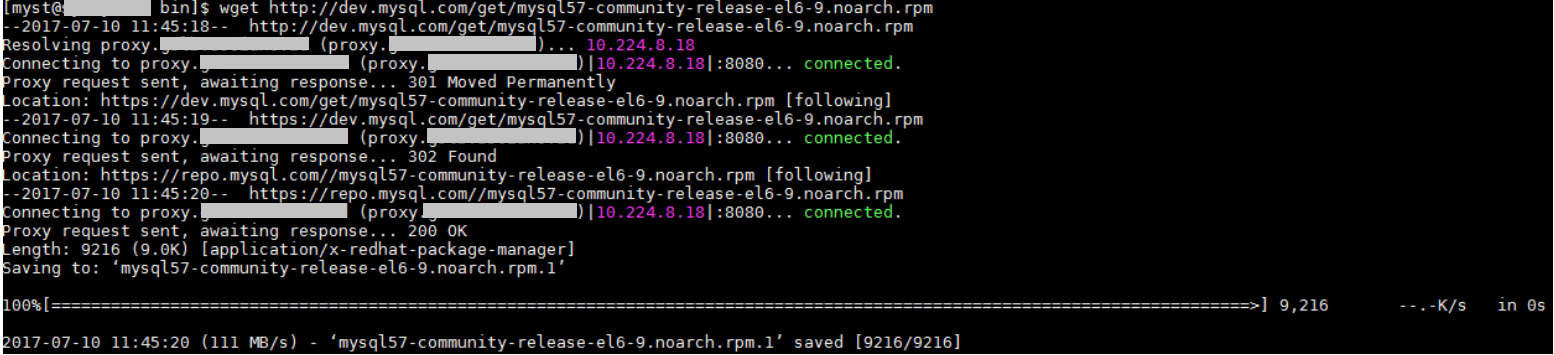 [myst@ bin]$ wget http://dev.mysql.com/get/mysql57-community-release-el6-9.noarch.rpm
--2017-07-10 11:45:18-- http://dev.mysql.com/get/mysql57-community-release-el6-9.noarch.rpm
Resolving proxy. (proxy. )... 10.224.8.18
Connecting to proxy. (proxy. )|10.224.8.18|:8080... connected.
Proxy request sent, awaiting response... 301 Moved Permanently
Location: https://dev.mysql.com/get/mysql57-community-release-el6-9.noarch.rpm [following]
--2017-07-10 11:45:19-- https://dev.mysql.com/get/mysql57-community-release-el6-9.noarch.rpm
Connecting to proxy. (proxy. )|10.224.8.18|:8080... connected.
Proxy request sent, awaiting response... 302 Found
Location: https://repo.mysql.com//mysql57-community-release-el6-9.noarch.rpm [following]
--2017-07-10 11:45:20-- https://repo.mysql.com//mysql57-community-release-el6-9.noarch.rpm
Connecting to proxy. (proxy. )|10.224.8.18|:8080... connected.
Proxy request sent, awaiting response... 200 OK
Length: 9216 (9.0K) [application/x-redhat-package-manager]
Saving to: ‘mysql57-community-release-el6-9.noarch.rpm.1’
100%[=========================================================================================================================>] 9,216 --.-K/s in 0s
2017-07-10 11:45:20 (111 MB/s) - ‘mysql57-community-release-el6-9.noarch.rpm.1’ saved [9216/9216]